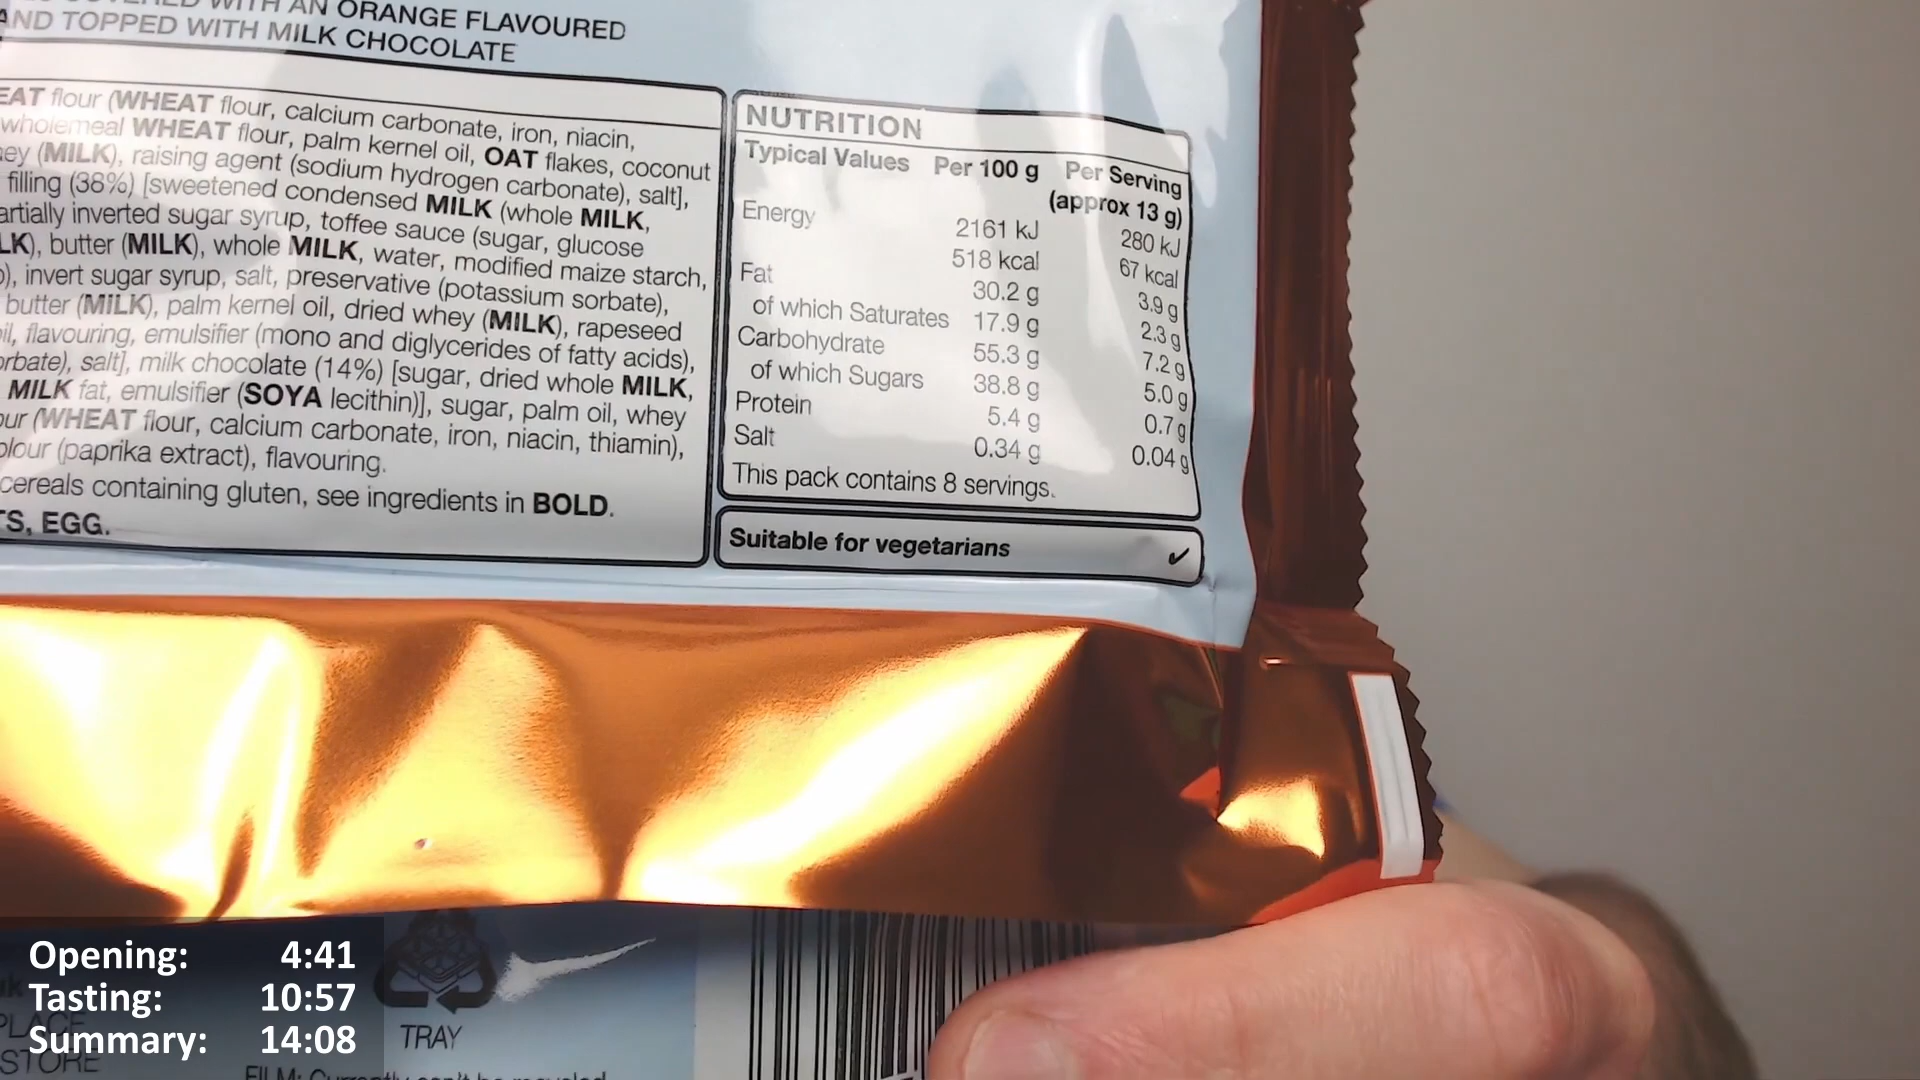 WITH AN ORANGE FLAVOURED
AND TOPPED WITH MILK CHOCOLATE
EAT flour (WHEAT flour, calcium carbonate, iron, niacin,
wholemeal WHEAT flour, palm kernel oil, OAT flakes, coconut
ey (MILK), raising agent (sodium hydrogen carbonate), salt],
filling (38%) [sweetened condensed MILK (whole MILK,
artially inverted sugar syrup, toffee sauce (sugar, glucose
LK), butter (MILK), whole MILK, water, modified maize starch,
), invert sugar syrup, salt, preservative (potassium sorbate),
butter (MILK), palm kernel oil, dried whey (MILK), rapeseed
il, flavouring, emulsifier (mono and diglycerides of fatty acids),
orbate), salt], milk chocolate (14%) [sugar, dried whole MILK,
MILK fat, emulsifier (SOYA lecithin)], sugar, palm oil, whey
our (WHEAT flour, calcium carbonate, iron, niacin, thiamin),
olour (paprika extract), flavouring.
cereals containing gluten, see ingredients in BOLD.
TS, EGG.
NUTRITION
Typical Values Per 100 g Per Serving
(approx 13 g)
Energy 2161 kJ 280 kJ
518 kcal 67 kcal
Fat 30.2 g 3.9 g
of which Saturates 17.9 g 2.3 g
Carbohydrate 55.3 g 7.2 g
of which Sugars 38.8 g 5.0 g
Protein 5.4 g 0.7 g
Salt 0.34 g 0.04 g
This pack contains 8 servings.
Suitable for vegetarians
Opening: 4:41
Tasting: 10:57
Summary: 14:08
PLACE
STORE
TRAY
FILM: Currently can't be recycled